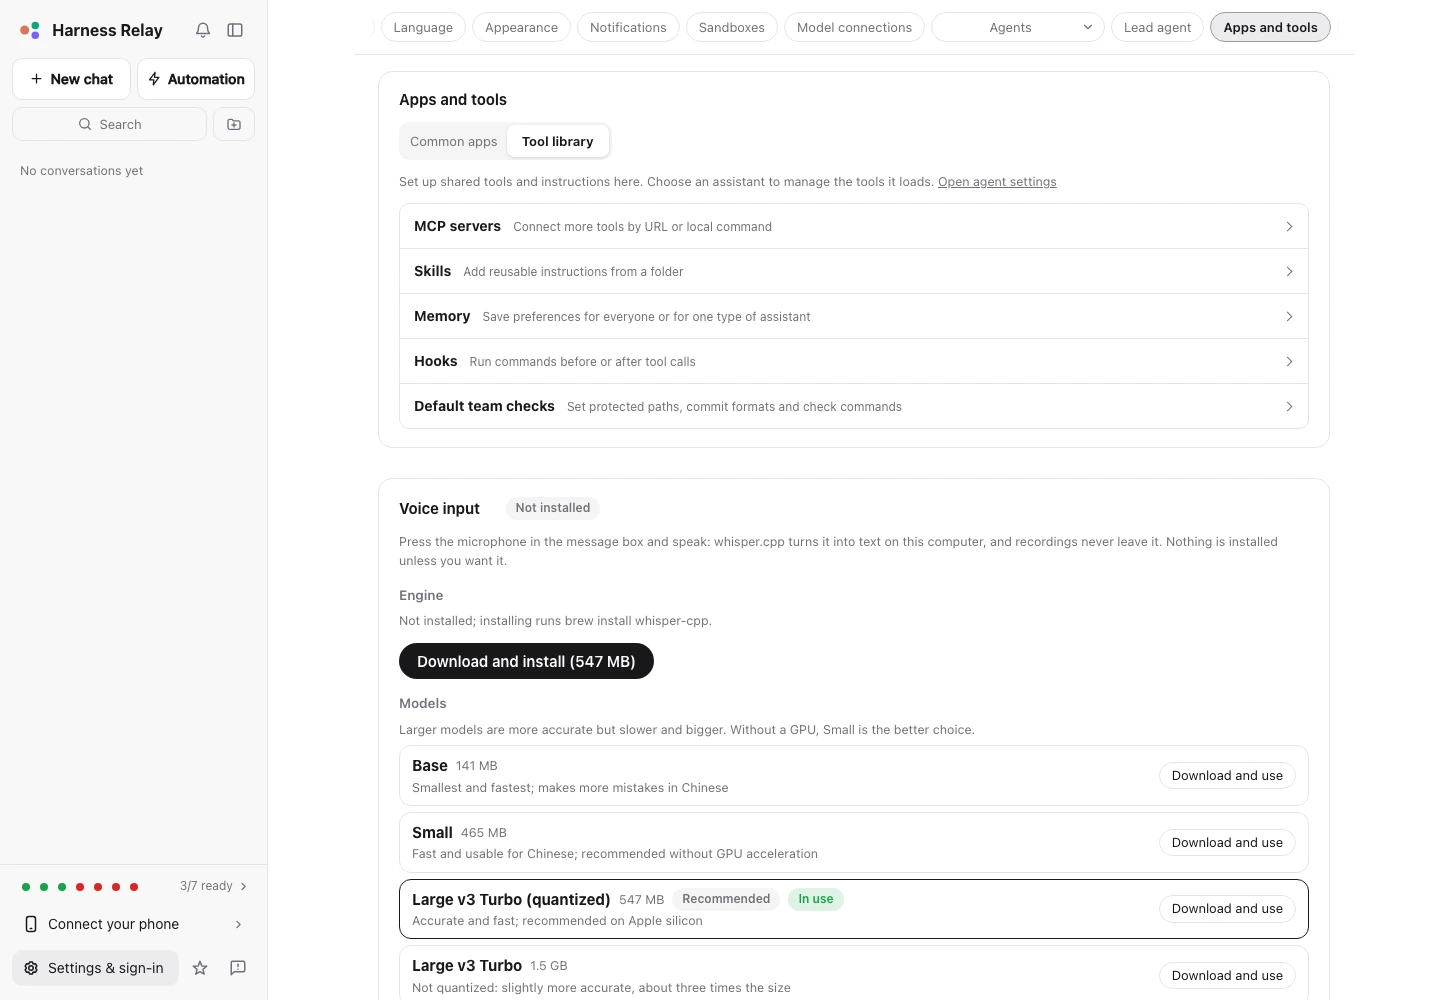 Harness Relay
New chat
Automation
Search
No conversations yet
3/7 ready
Connect your phone
Settings & sign-in
Language
Appearance
Notifications
Sandboxes
Model connections
Agents
Lead agent
Apps and tools
Apps and tools
Common apps
Tool library
Set up shared tools and instructions here. Choose an assistant to manage the tools it loads. Open agent settings
MCP servers Connect more tools by URL or local command
Skills Add reusable instructions from a folder
Memory Save preferences for everyone or for one type of assistant
Hooks Run commands before or after tool calls
Default team checks Set protected paths, commit formats and check commands
Voice input Not installed
Press the microphone in the message box and speak: whisper.cpp turns it into text on this computer, and recordings never leave it. Nothing is installed
unless you want it.
Engine
Not installed; installing runs brew install whisper-cpp.
Download and install (547 MB)
Models
Larger models are more accurate but slower and bigger. Without a GPU, Small is the better choice.
Base 141 MB
Smallest and fastest; makes more mistakes in Chinese
Download and use
Small 465 MB
Fast and usable for Chinese; recommended without GPU acceleration
Download and use
Large v3 Turbo (quantized) 547 MB Recommended In use
Accurate and fast; recommended on Apple silicon
Download and use
Large v3 Turbo 1.5 GB
Not quantized: slightly more accurate, about three times the size
Download and use